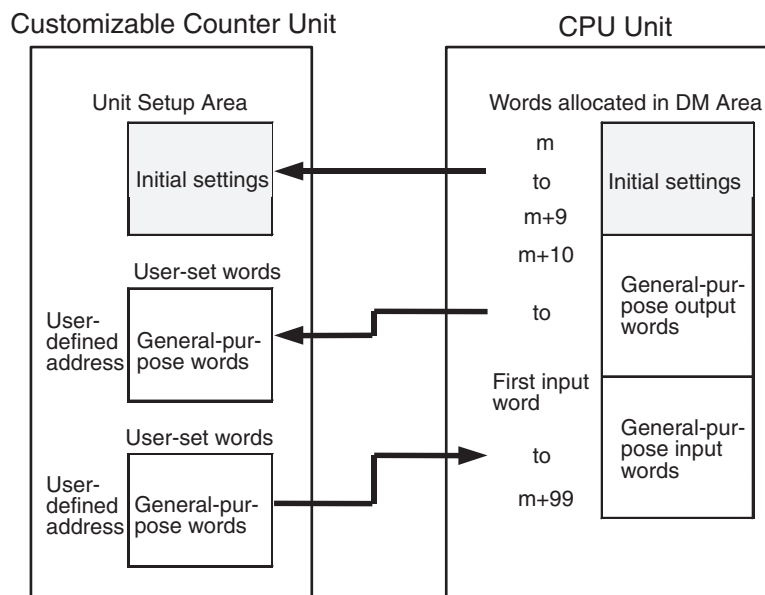 Customizable Counter Unit
CPU Unit
Unit Setup Area
Initial settings
User-set words
User-
defined
address
General-pur-
pose words
User-set words
User-
defined
address
General-pur-
pose words
Words allocated in DM Area
m
to
m+9
m+10
to
First input
word
to
m+99
Initial settings
General-pur-
pose output
words
General-pur-
pose input
words